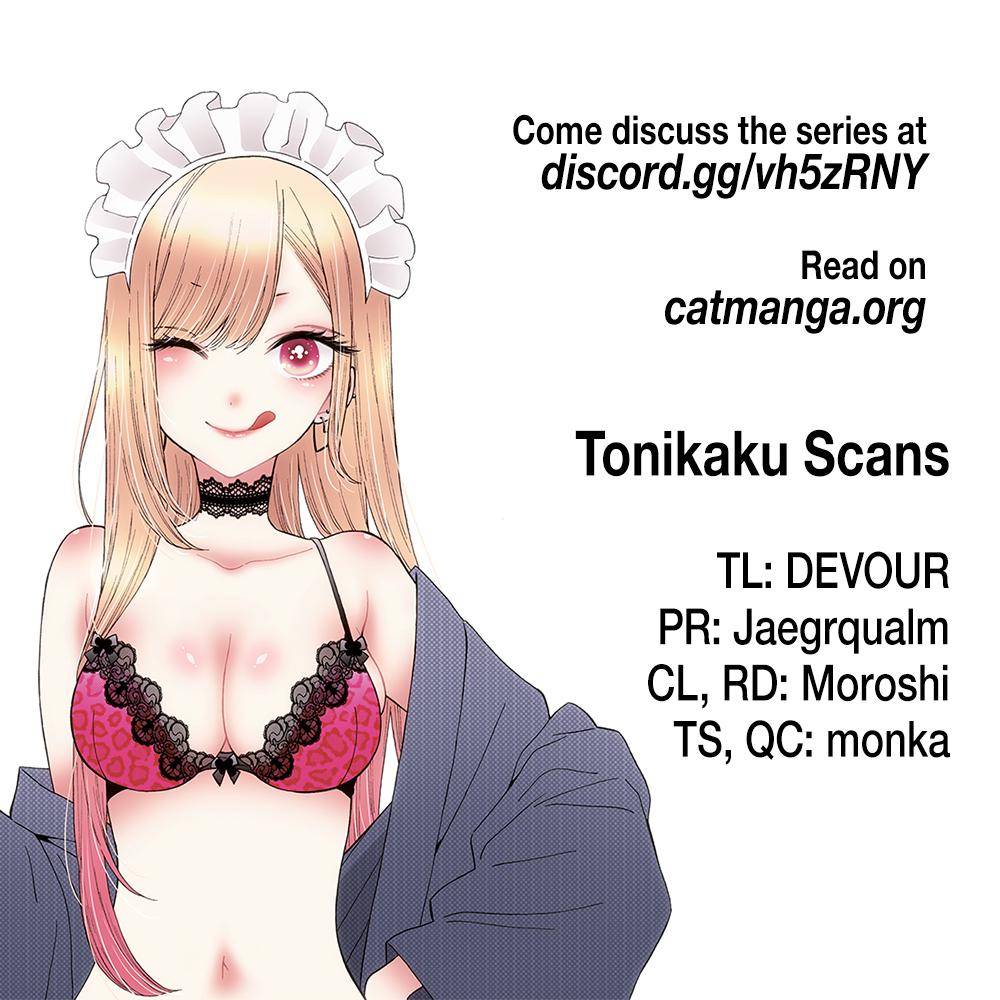 Come discuss the series at
discord.gg/vh5zRNY
Read on
catmanga.org
Tonikaku Scans
TL: DEVOUR
PR: Jaegrqualm
CL, RD: Moroshi
TS, QC: monka